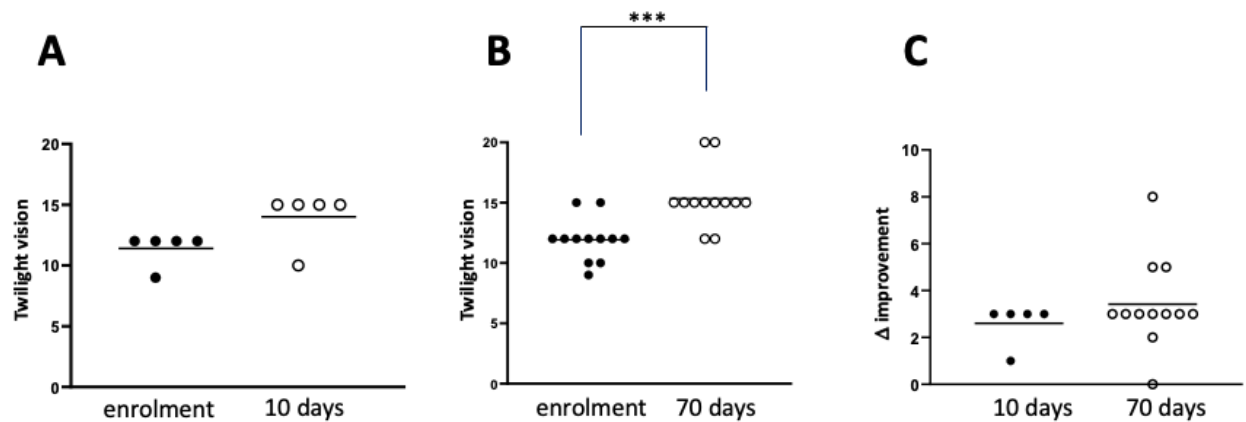 A
Twilight vision
20
15
10
5
0
enrolment
10 days
B
***
Twilight vision
20
15
10
5
0
enrolment
70 days
C
Δ improvement
10
8
6
4
2
0
10 days
70 days